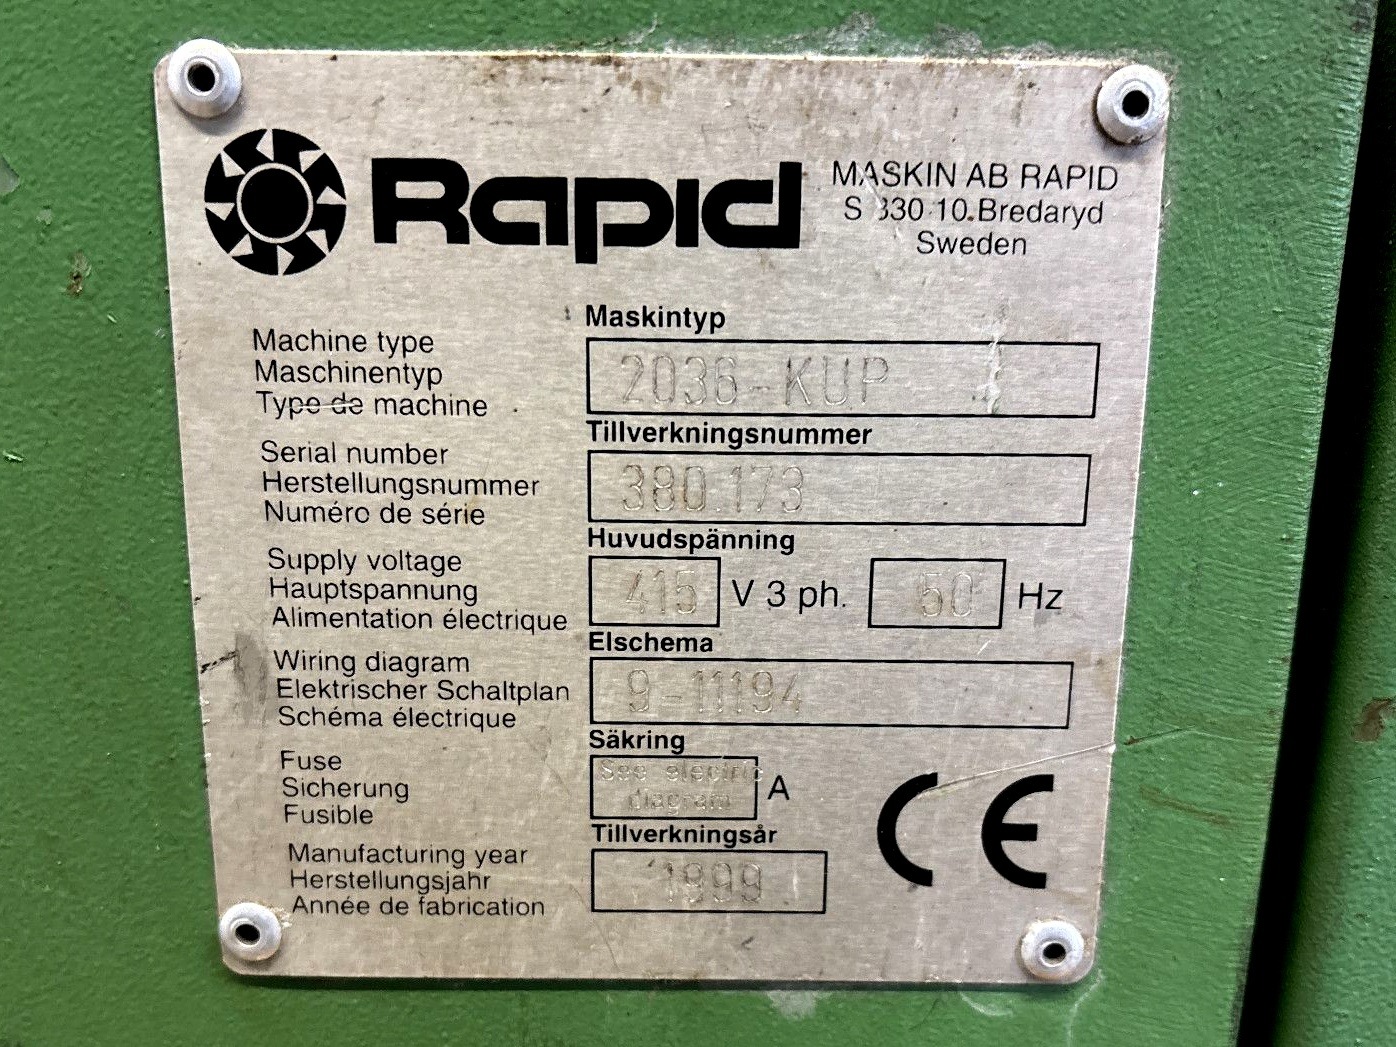 Rapid
MASKIN AB RAPID
S 330 10 Bredaryd
Sweden
Maskintyp
Machine type
Maschinentyp
Type de machine
2036-KUP
Tillverkningsnummer
Serial number
Herstellungsnummer
Numéro de série
380.173
Huvudspänning
Supply voltage
Hauptspannung
Alimentation électrique
415 V 3 ph. 50 Hz
Elschema
Wiring diagram
Elektrischer Schaltplan
Schéma électrique
9-11194
Säkring
Fuse
Sicherung
Fusible
See electric
diagram A
Tillverkningsår
Manufacturing year
Herstellungsjahr
Année de fabrication
1999
CE